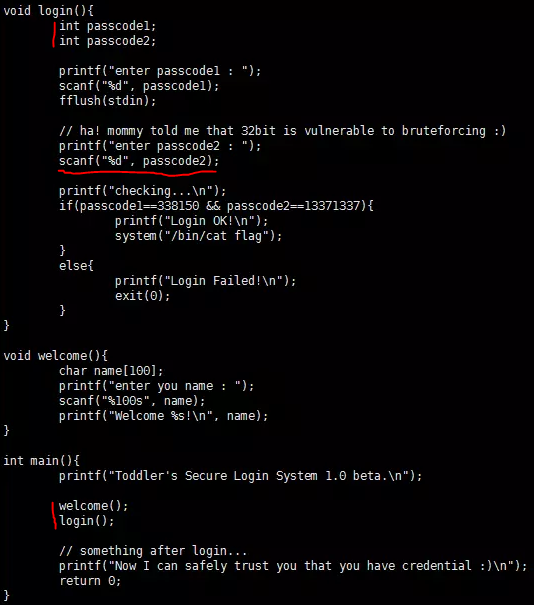 void login(){
int passcode1;
int passcode2;
printf("enter passcode1 : ");
scanf("%d", passcode1);
fflush(stdin);
// ha! mommy told me that 32bit is vulnerable to bruteforcing :)
printf("enter passcode2 : ");
scanf("%d", passcode2);
printf("checking...\n");
if(passcode1==338150 && passcode2==13371337){
printf("Login OK!\n");
system("/bin/cat flag");
}
else{
printf("Login Failed!\n");
exit(0);
}
}
void welcome(){
char name[100];
printf("enter you name : ");
scanf("%100s", name);
printf("Welcome %s!\n", name);
}
int main(){
printf("Toddler's Secure Login System 1.0 beta.\n");
welcome();
login();
// something after login...
printf("Now I can safely trust you that you have credential :)\n");
return 0;
}